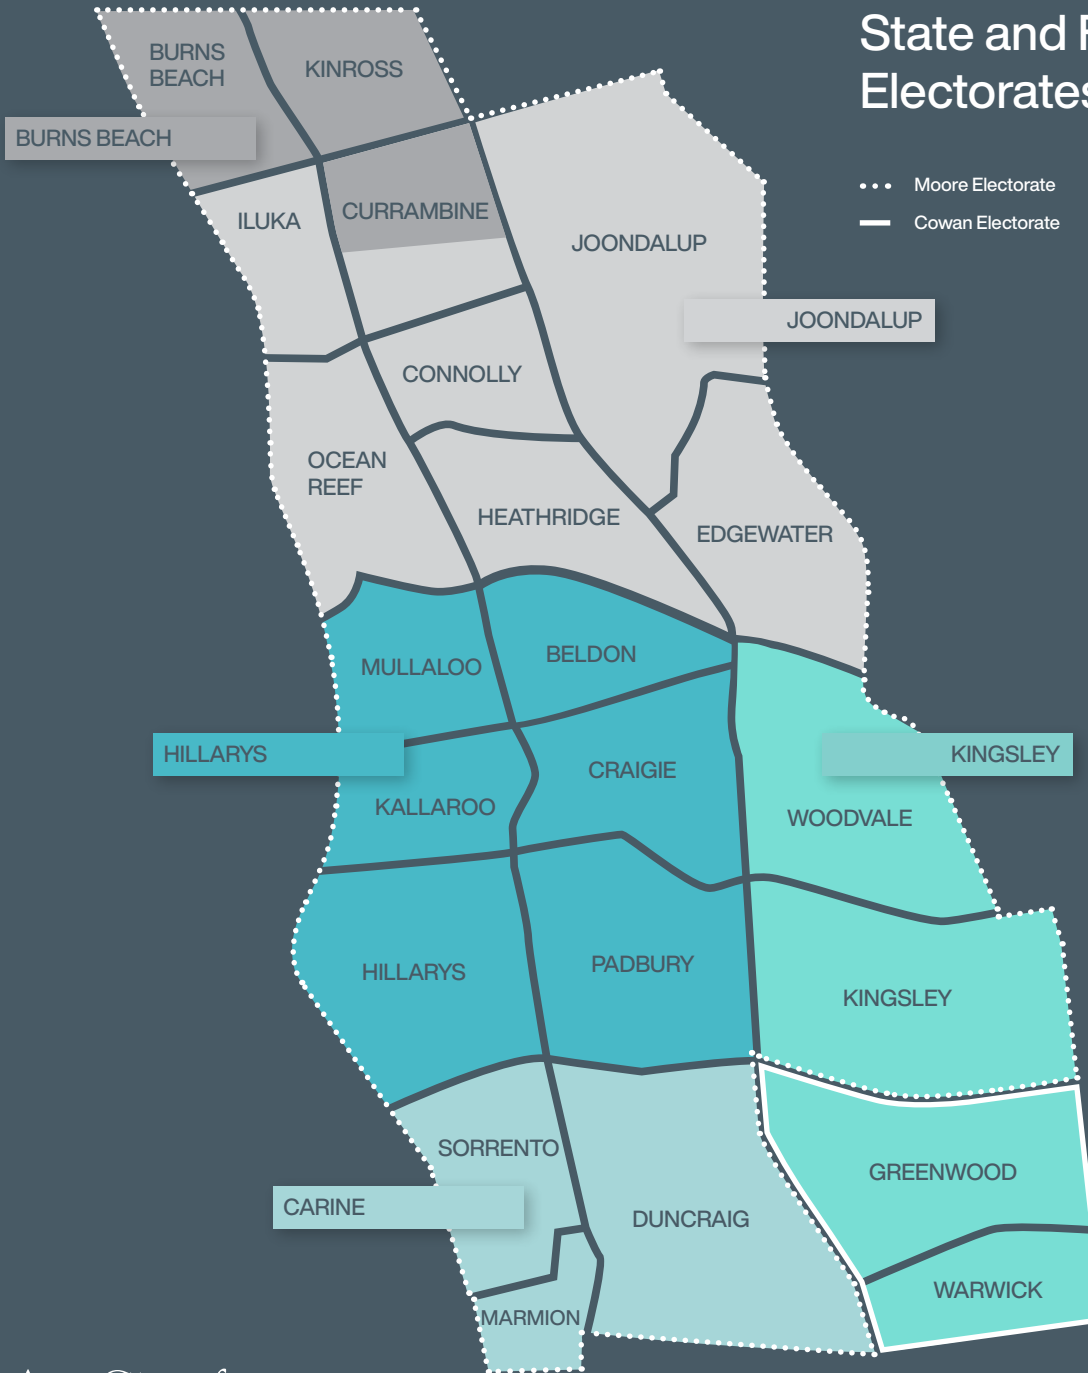 State and
Electorates
Moore Electorate
Cowan Electorate
BURNS
BEACH
KINROSS
BURNS BEACH
ILUKA
CURRAMBINE
JOONDALUP
JOONDALUP
CONNOLLY
OCEAN
REEF
HEATHRIDGE
EDGEWATER
MULLALOO
BELDON
HILLARYS
KINGSLEY
CRAIGIE
KALLAROO
WOODVALE
HILLARYS
PADBURY
KINGSLEY
SORRENTO
GREENWOOD
CARINE
DUNCRAIG
WARWICK
MARMION